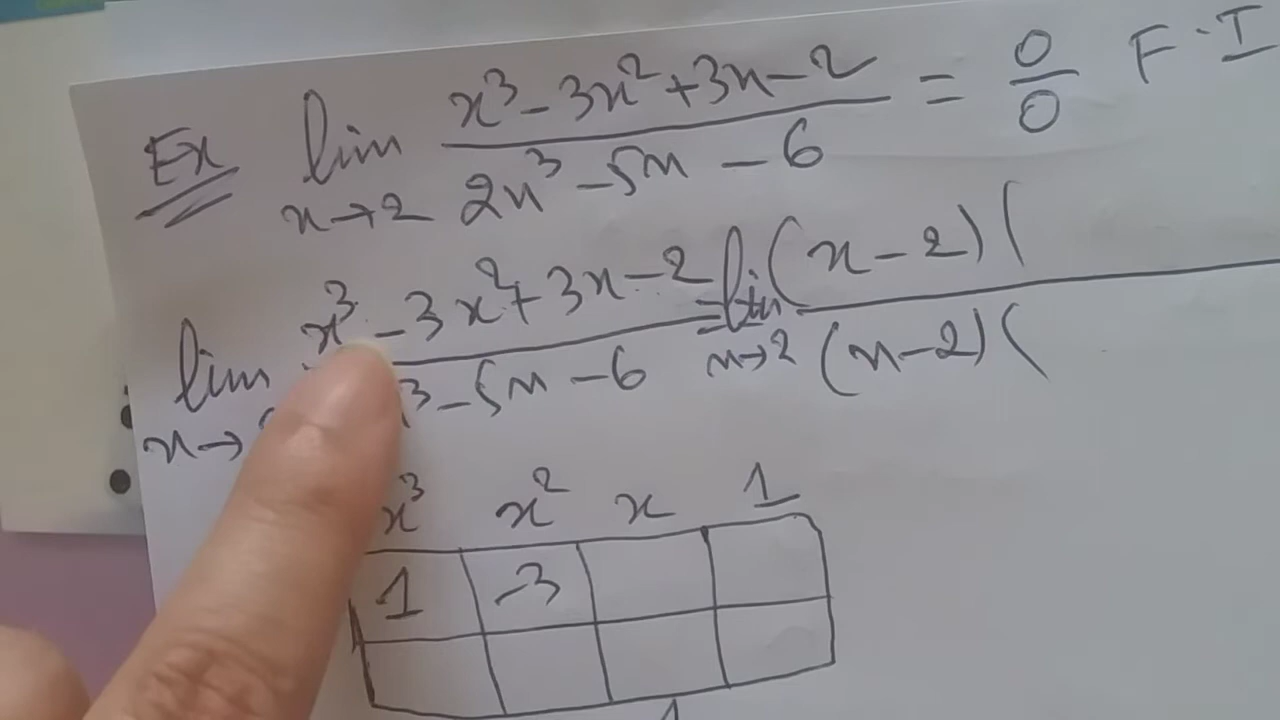 Ex lim x³ - 3x² + 3x - 2 / 2x³ - 5x - 6 = 0/0 F.I
x→2
lim x³ - 3x² + 3x - 2 / ³ - 5x - 6 = lim (x - 2)( / (x - 2)(
x→ x→2
x³ x² x 1
1 -3